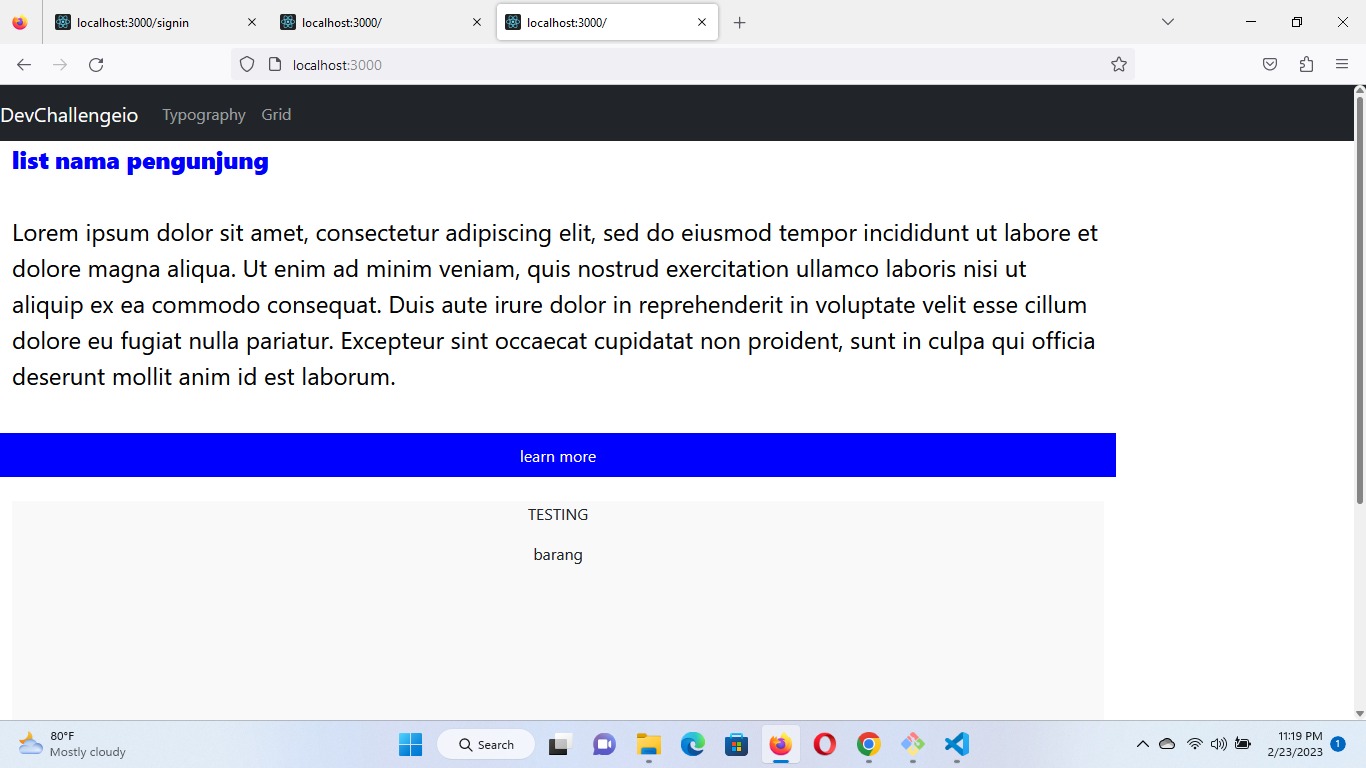 localhost:3000/signin
localhost:3000/
localhost:3000/
localhost:3000
DevChallengeio Typography Grid
list nama pengunjung
Lorem ipsum dolor sit amet, consectetur adipiscing elit, sed do eiusmod tempor incididunt ut labore et
dolore magna aliqua. Ut enim ad minim veniam, quis nostrud exercitation ullamco laboris nisi ut
aliquip ex ea commodo consequat. Duis aute irure dolor in reprehenderit in voluptate velit esse cillum
dolore eu fugiat nulla pariatur. Excepteur sint occaecat cupidatat non proident, sunt in culpa qui officia
deserunt mollit anim id est laborum.
learn more
TESTING
barang
80°F
Mostly cloudy
Search
11:19 PM
2/23/2023
1